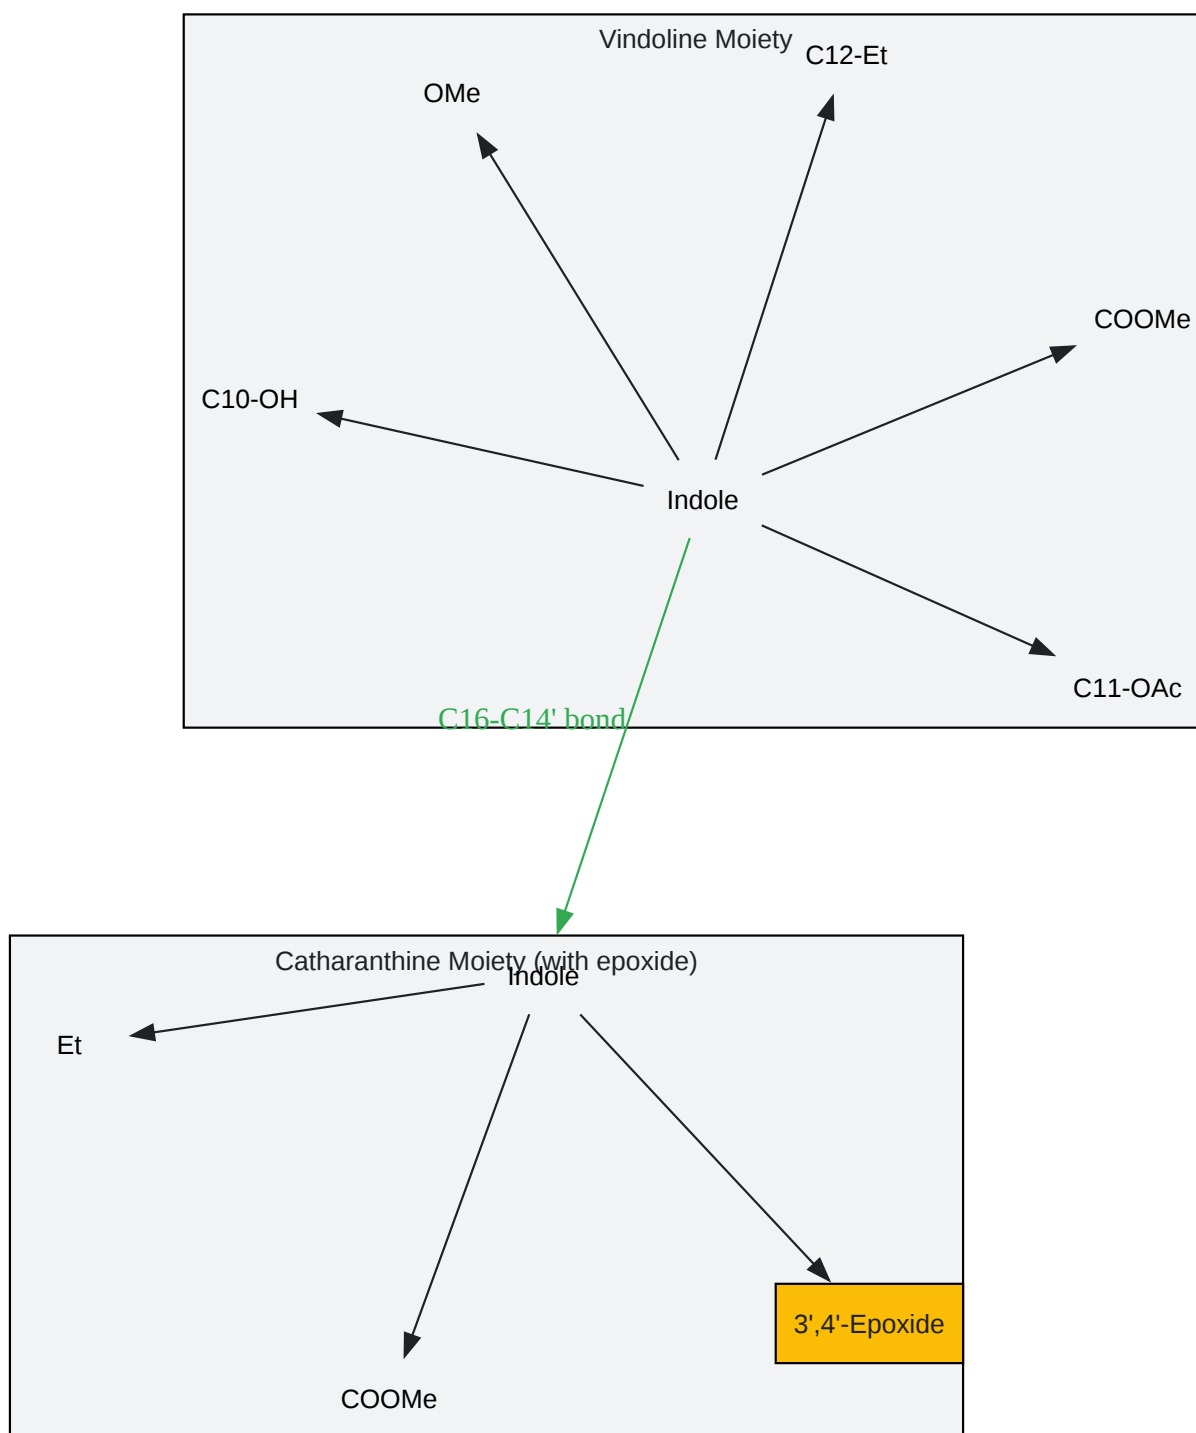 Vindoline Moiety
C12-Et
OMe
COOMe
C10-OH
Indole
C11-OAc
C16-C14' bond
Catharanthine Moiety (with epoxide)
Indole
Et
3',4'-Epoxide
COOMe